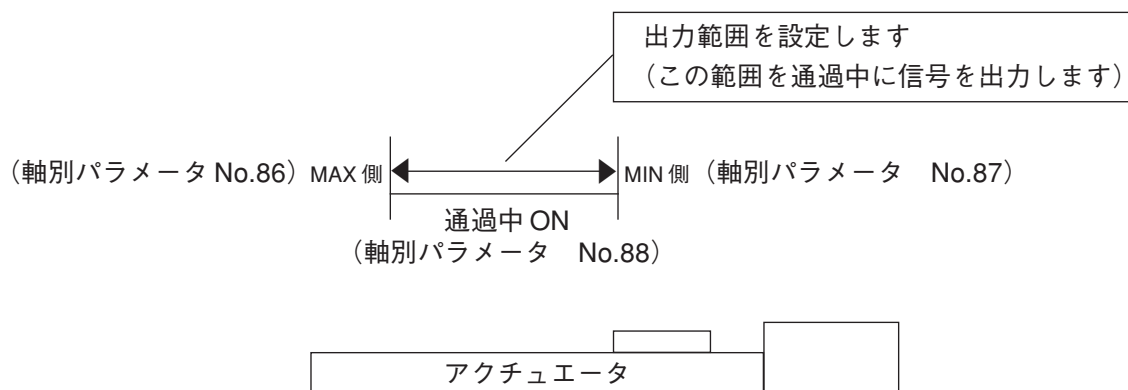 出力範囲を設定します
（この範囲を通過中に信号を出力します）
（軸別パラメータ No.86）MAX 側 MIN 側（軸別パラメータ　No.87）
通過中 ON
（軸別パラメータ　No.88）
アクチュエータ